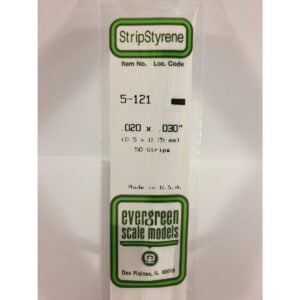 StripStyrene
Item No. Loc. Code
5-121
.020 x .030"
(0.5 x 0.75 mm)
50 Strips
Made in U.S.A.
evergreen
scale models
Des Plaines, IL 60018